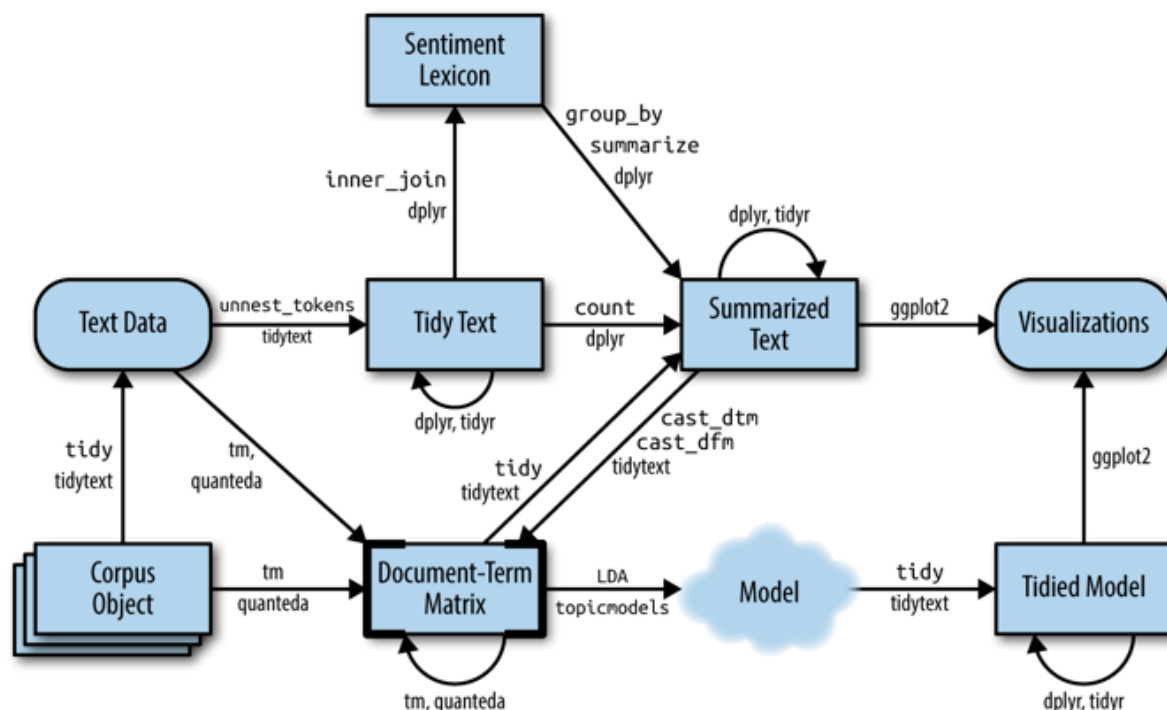 Sentiment
Lexicon
group_by
summarize
dplyr
inner_join
dplyr
dplyr, tidyr
Text Data
unnest_tokens
tidytext
Tidy Text
count
dplyr
Summarized
Text
ggplot2
Visualizations
dplyr, tidyr
tidy
tidytext
tm,
quanteda
tidy
tidytext
cast_dtm
cast_dfm
tidytext
ggplot2
Corpus
Object
tm
quanteda
Document-Term
Matrix
LDA
topicmodels
Model
tidy
tidytext
Tidied Model
tm, quanteda
dplyr, tidyr